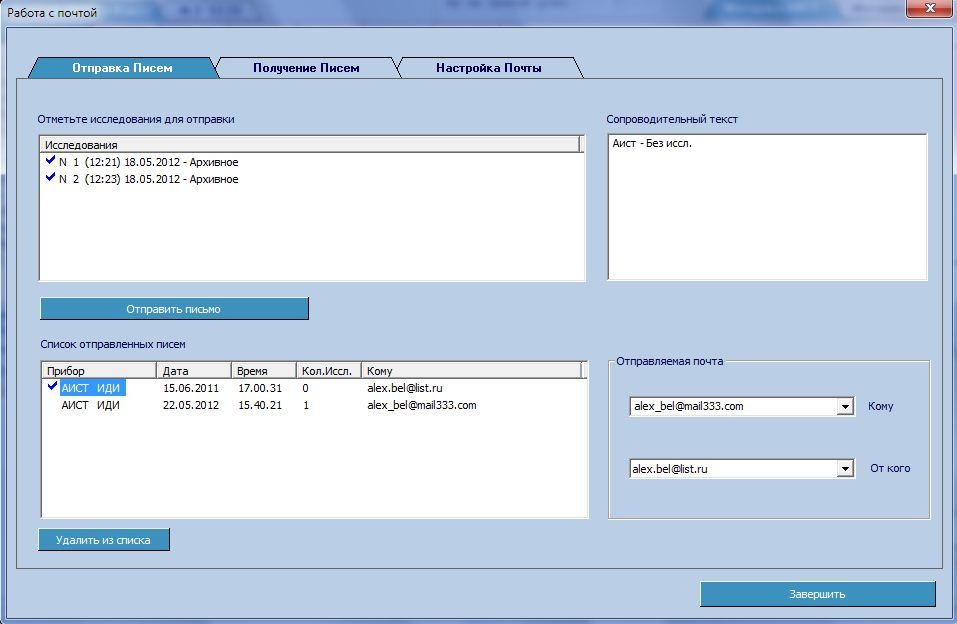 Работа с почтой
Отправка Писем
Получение Писем
Настройка Почты
Отметьте исследования для отправки
Исследования
N 1 (12:21) 18.05.2012 - Архивное
N 2 (12:23) 18.05.2012 - Архивное
Сопроводительный текст
Аист - Без иссл.
Отправить письмо
Список отправленных писем
Прибор Дата Время Кол.Иссл. Кому
АИСТ ИДИ 15.06.2011 17.00.31 0 alex.bel@list.ru
АИСТ ИДИ 22.05.2012 15.40.21 1 alex_bel@mail333.com
Отправляемая почта
alex_bel@mail333.com Кому
alex.bel@list.ru От кого
Удалить из списка
Завершить